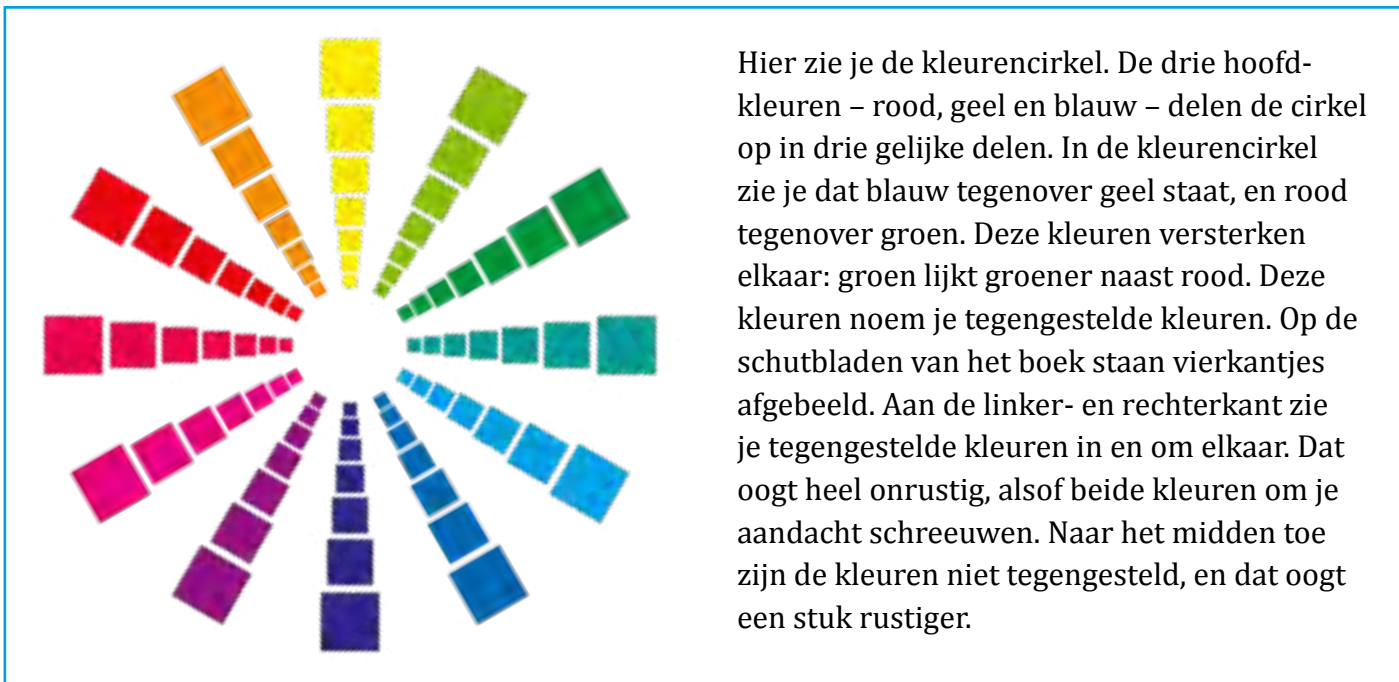 Hier zie je de kleurencirkel. De drie hoofd-
kleuren – rood, geel en blauw – delen de cirkel
op in drie gelijke delen. In de kleurencirkel
zie je dat blauw tegenover geel staat, en rood
tegenover groen. Deze kleuren versterken
elkaar: groen lijkt groener naast rood. Deze
kleuren noem je tegengestelde kleuren. Op de
schutbladen van het boek staan vierkantjes
afgebeeld. Aan de linker- en rechterkant zie
je tegengestelde kleuren in en om elkaar. Dat
oogt heel onrustig, alsof beide kleuren om je
aandacht schreeuwen. Naar het midden toe
zijn de kleuren niet tegengesteld, en dat oogt
een stuk rustiger.